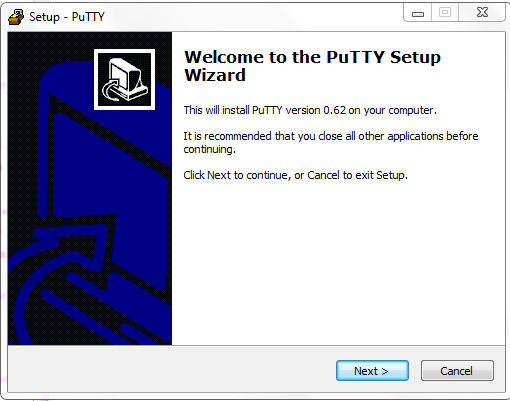 Setup - PuTTY
Welcome to the PuTTY Setup
Wizard
This will install PuTTY version 0.62 on your computer.
It is recommended that you close all other applications before
continuing.
Click Next to continue, or Cancel to exit Setup.
Next >
Cancel